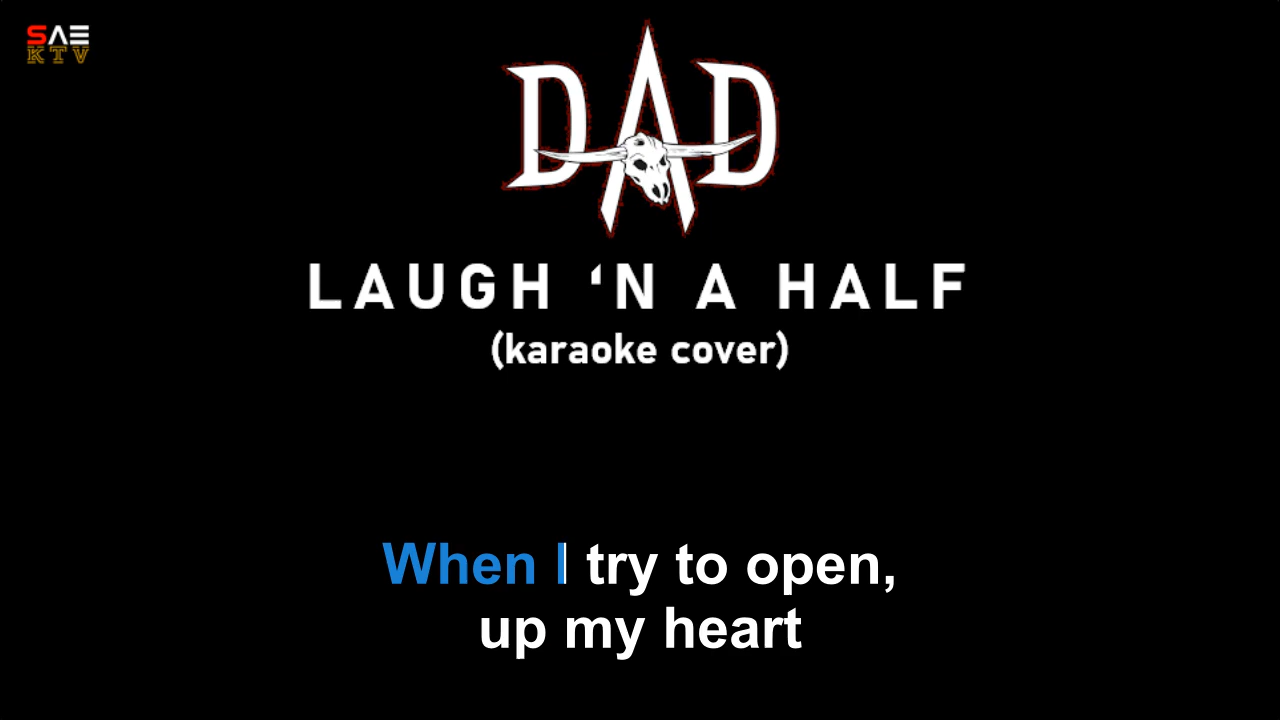 SAE
KTV
DAD
LAUGH ‘N A HALF
(karaoke cover)
When I try to open,
up my heart